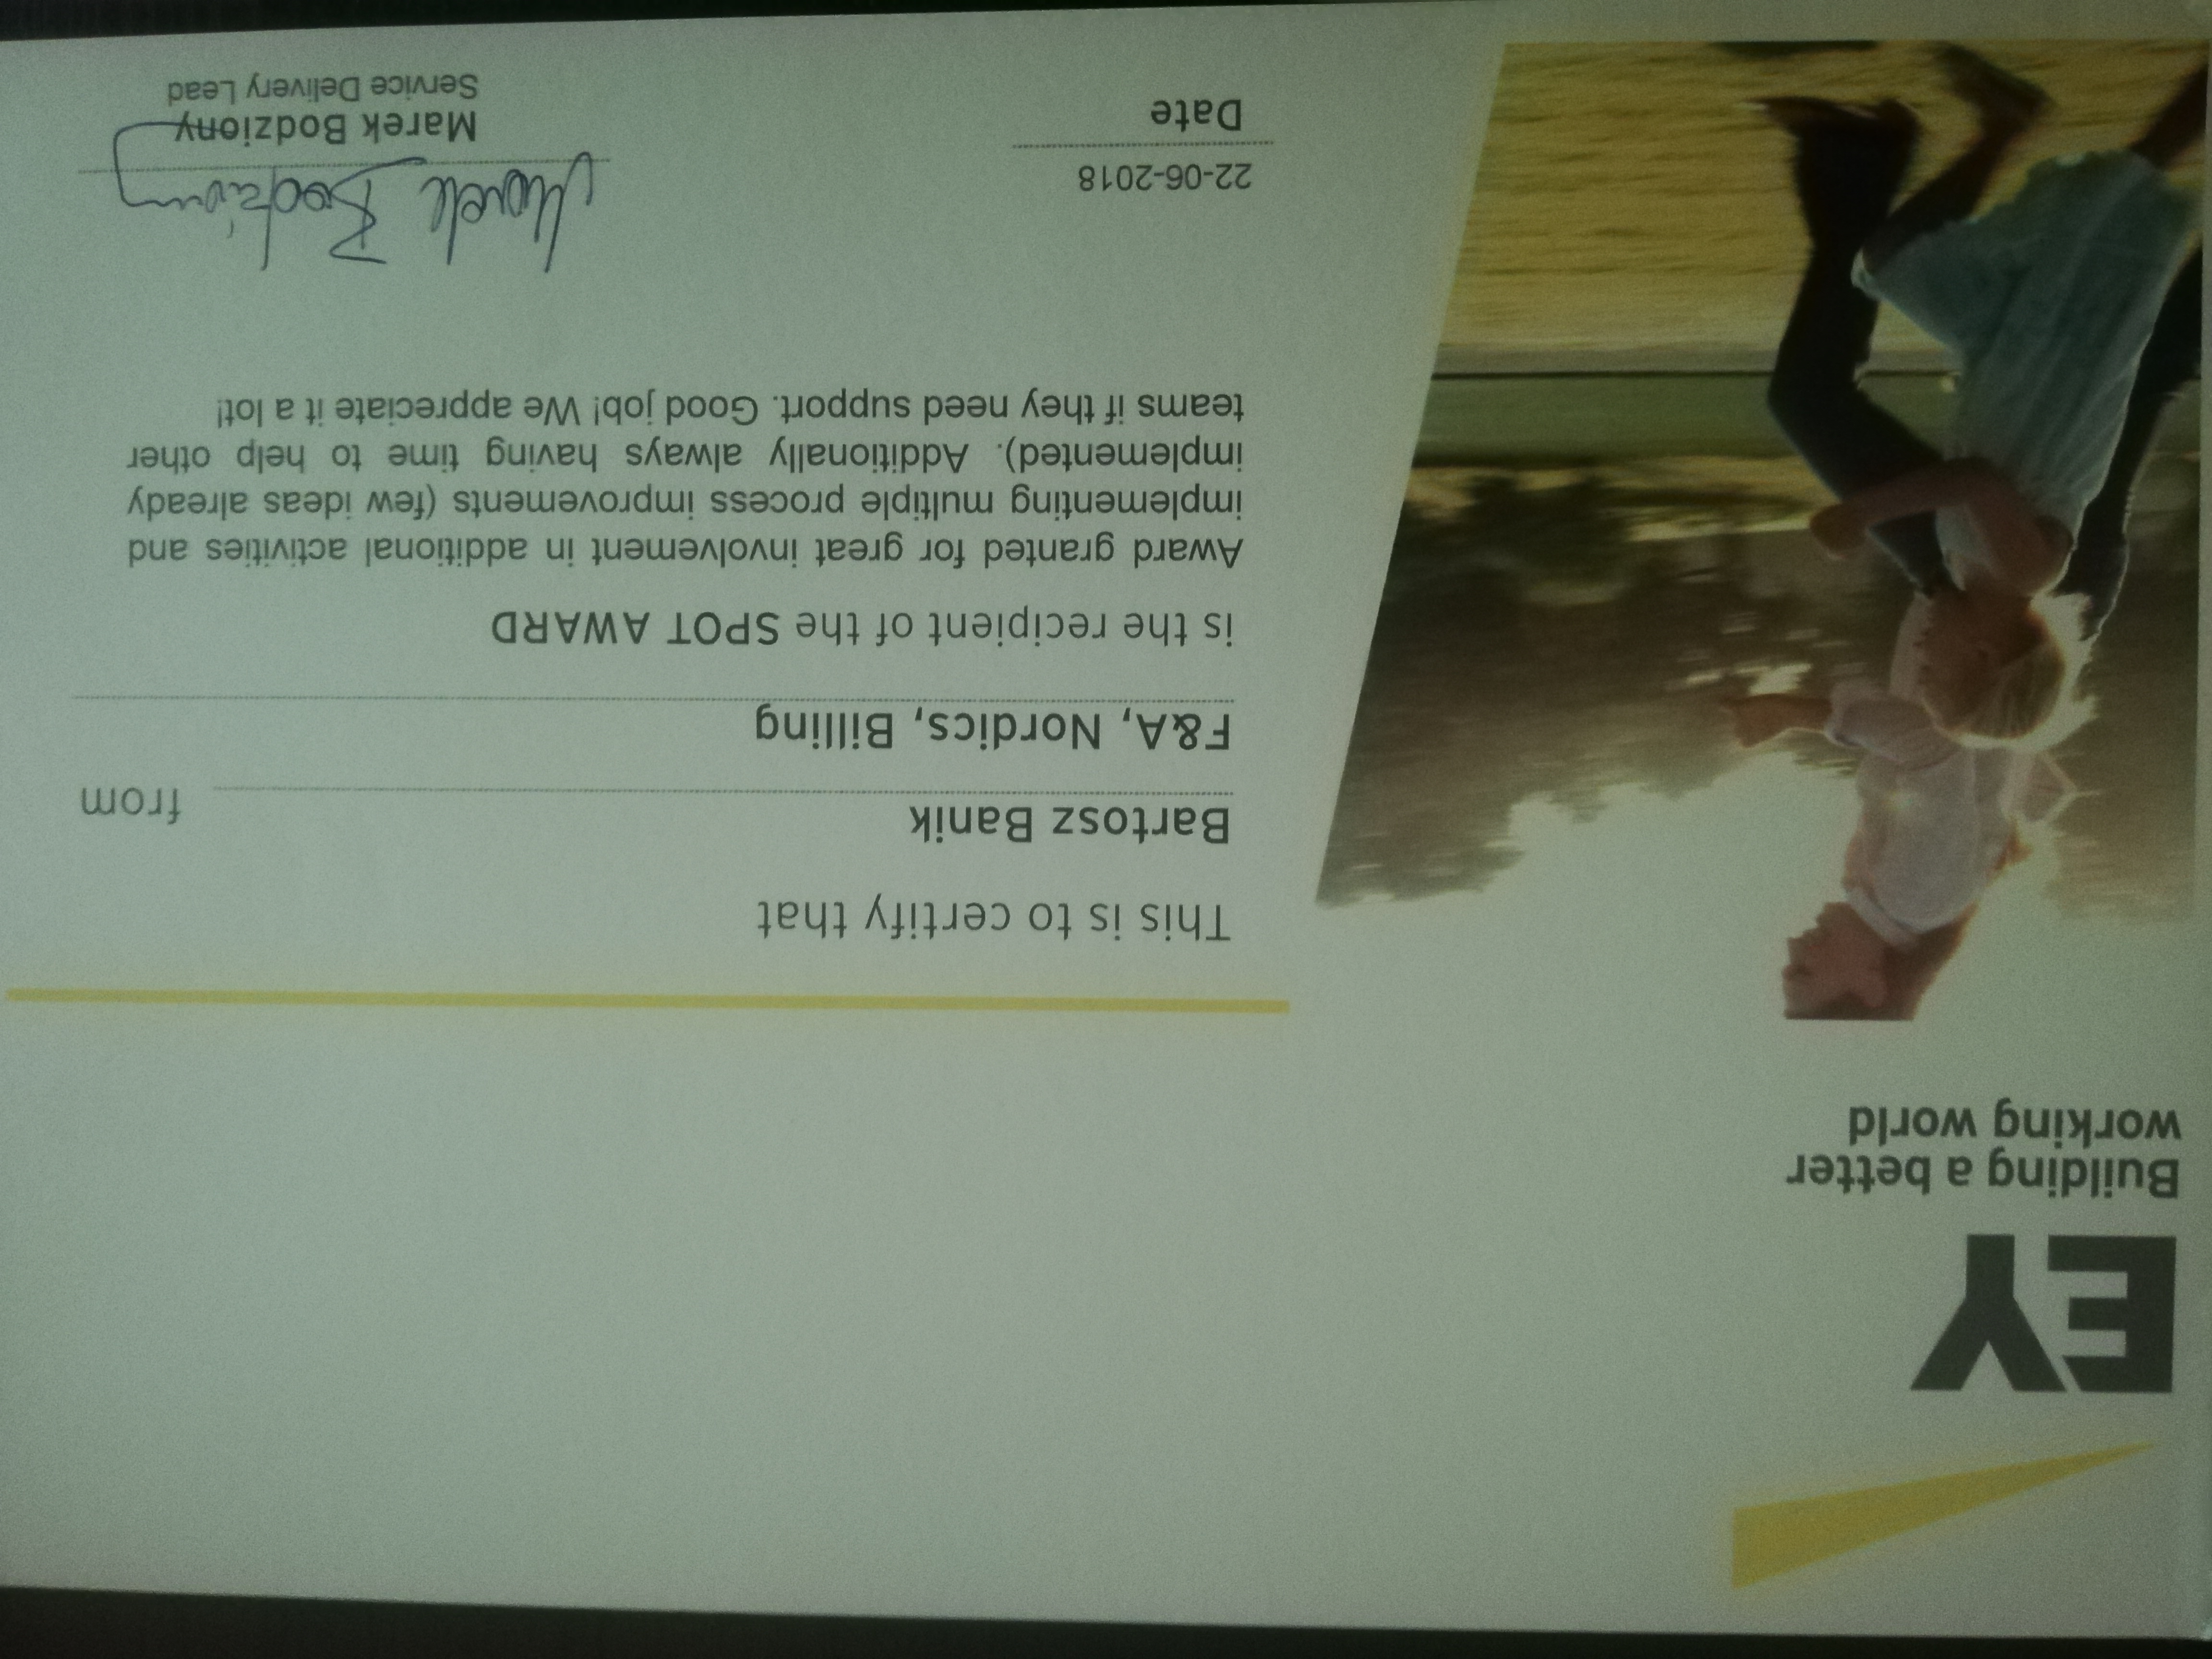 EY
Building a better
working world
This is to certify that
Bartosz Banik from
F&A, Nordics, Billing
is the recipient of the SPOT AWARD
Award granted for great involvement in additional activities and
implementing multiple process improvements (few ideas already
implemented). Additionally always having time to help other
teams if they need support. Good job! We appreciate it a lot!
Marek Bodziony
22-06-2018
Date
Marek Bodziony
Service Delivery Lead